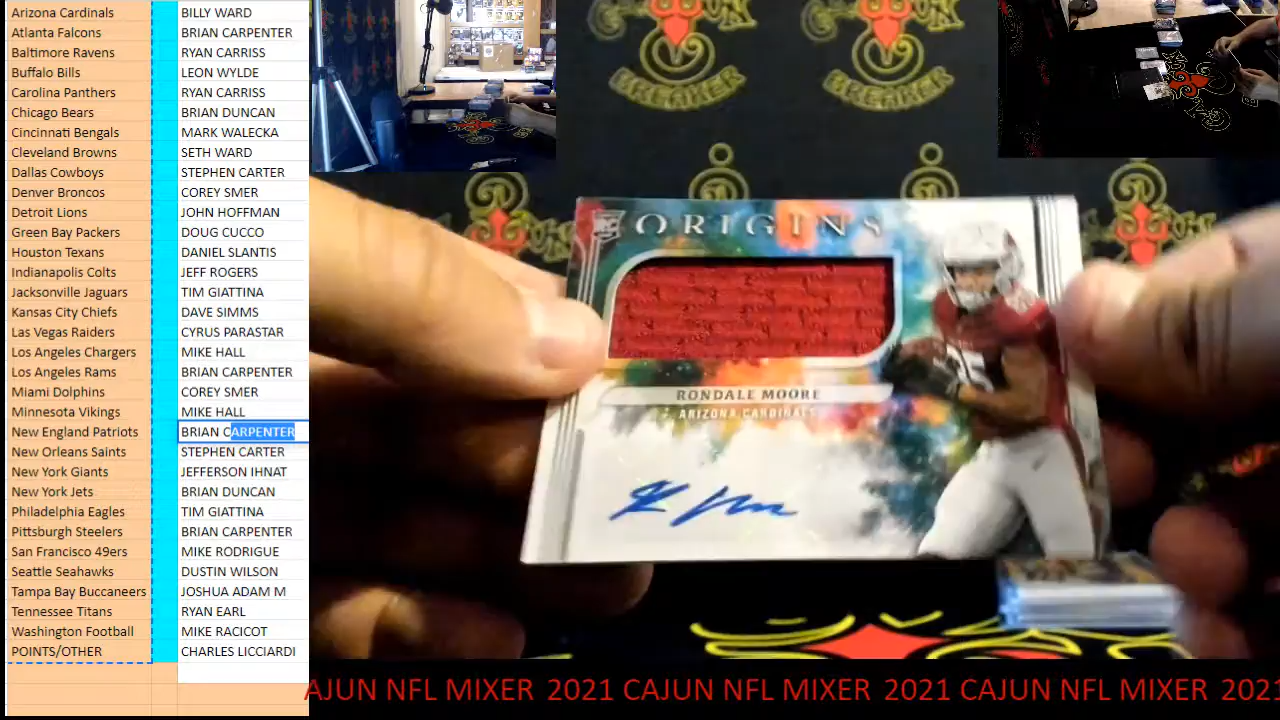 Arizona Cardinals BILLY WARD
Atlanta Falcons BRIAN CARPENTER
Baltimore Ravens RYAN CARRISS
Buffalo Bills LEON WYLDE
Carolina Panthers RYAN CARRISS
Chicago Bears BRIAN DUNCAN
Cincinnati Bengals MARK WALECKA
Cleveland Browns SETH WARD
Dallas Cowboys STEPHEN CARTER
Denver Broncos COREY SMER
Detroit Lions JOHN HOFFMAN
Green Bay Packers DOUG CUCCO
Houston Texans DANIEL SLANTIS
Indianapolis Colts JEFF ROGERS
Jacksonville Jaguars TIM GIATTINA
Kansas City Chiefs DAVE SIMMS
Las Vegas Raiders CYRUS PARASTAR
Los Angeles Chargers MIKE HALL
Los Angeles Rams BRIAN CARPENTER
Miami Dolphins COREY SMER
Minnesota Vikings MIKE HALL
New England Patriots BRIAN CARPENTER
New Orleans Saints STEPHEN CARTER
New York Giants JEFFERSON IHNAT
New York Jets BRIAN DUNCAN
Philadelphia Eagles TIM GIATTINA
Pittsburgh Steelers BRIAN CARPENTER
San Francisco 49ers MIKE RODRIGUE
Seattle Seahawks DUSTIN WILSON
Tampa Bay Buccaneers JOSHUA ADAM M
Tennessee Titans RYAN EARL
Washington Football MIKE RACICOT
POINTS/OTHER CHARLES LICCIARDI
BREAKS
BREAKS
RC ORIGINS
RONDALE MOORE
ARIZONA CARDINALS
AJUN NFL MIXER 2021 CAJUN NFL MIXER 2021 CAJUN NFL MIXER 2021